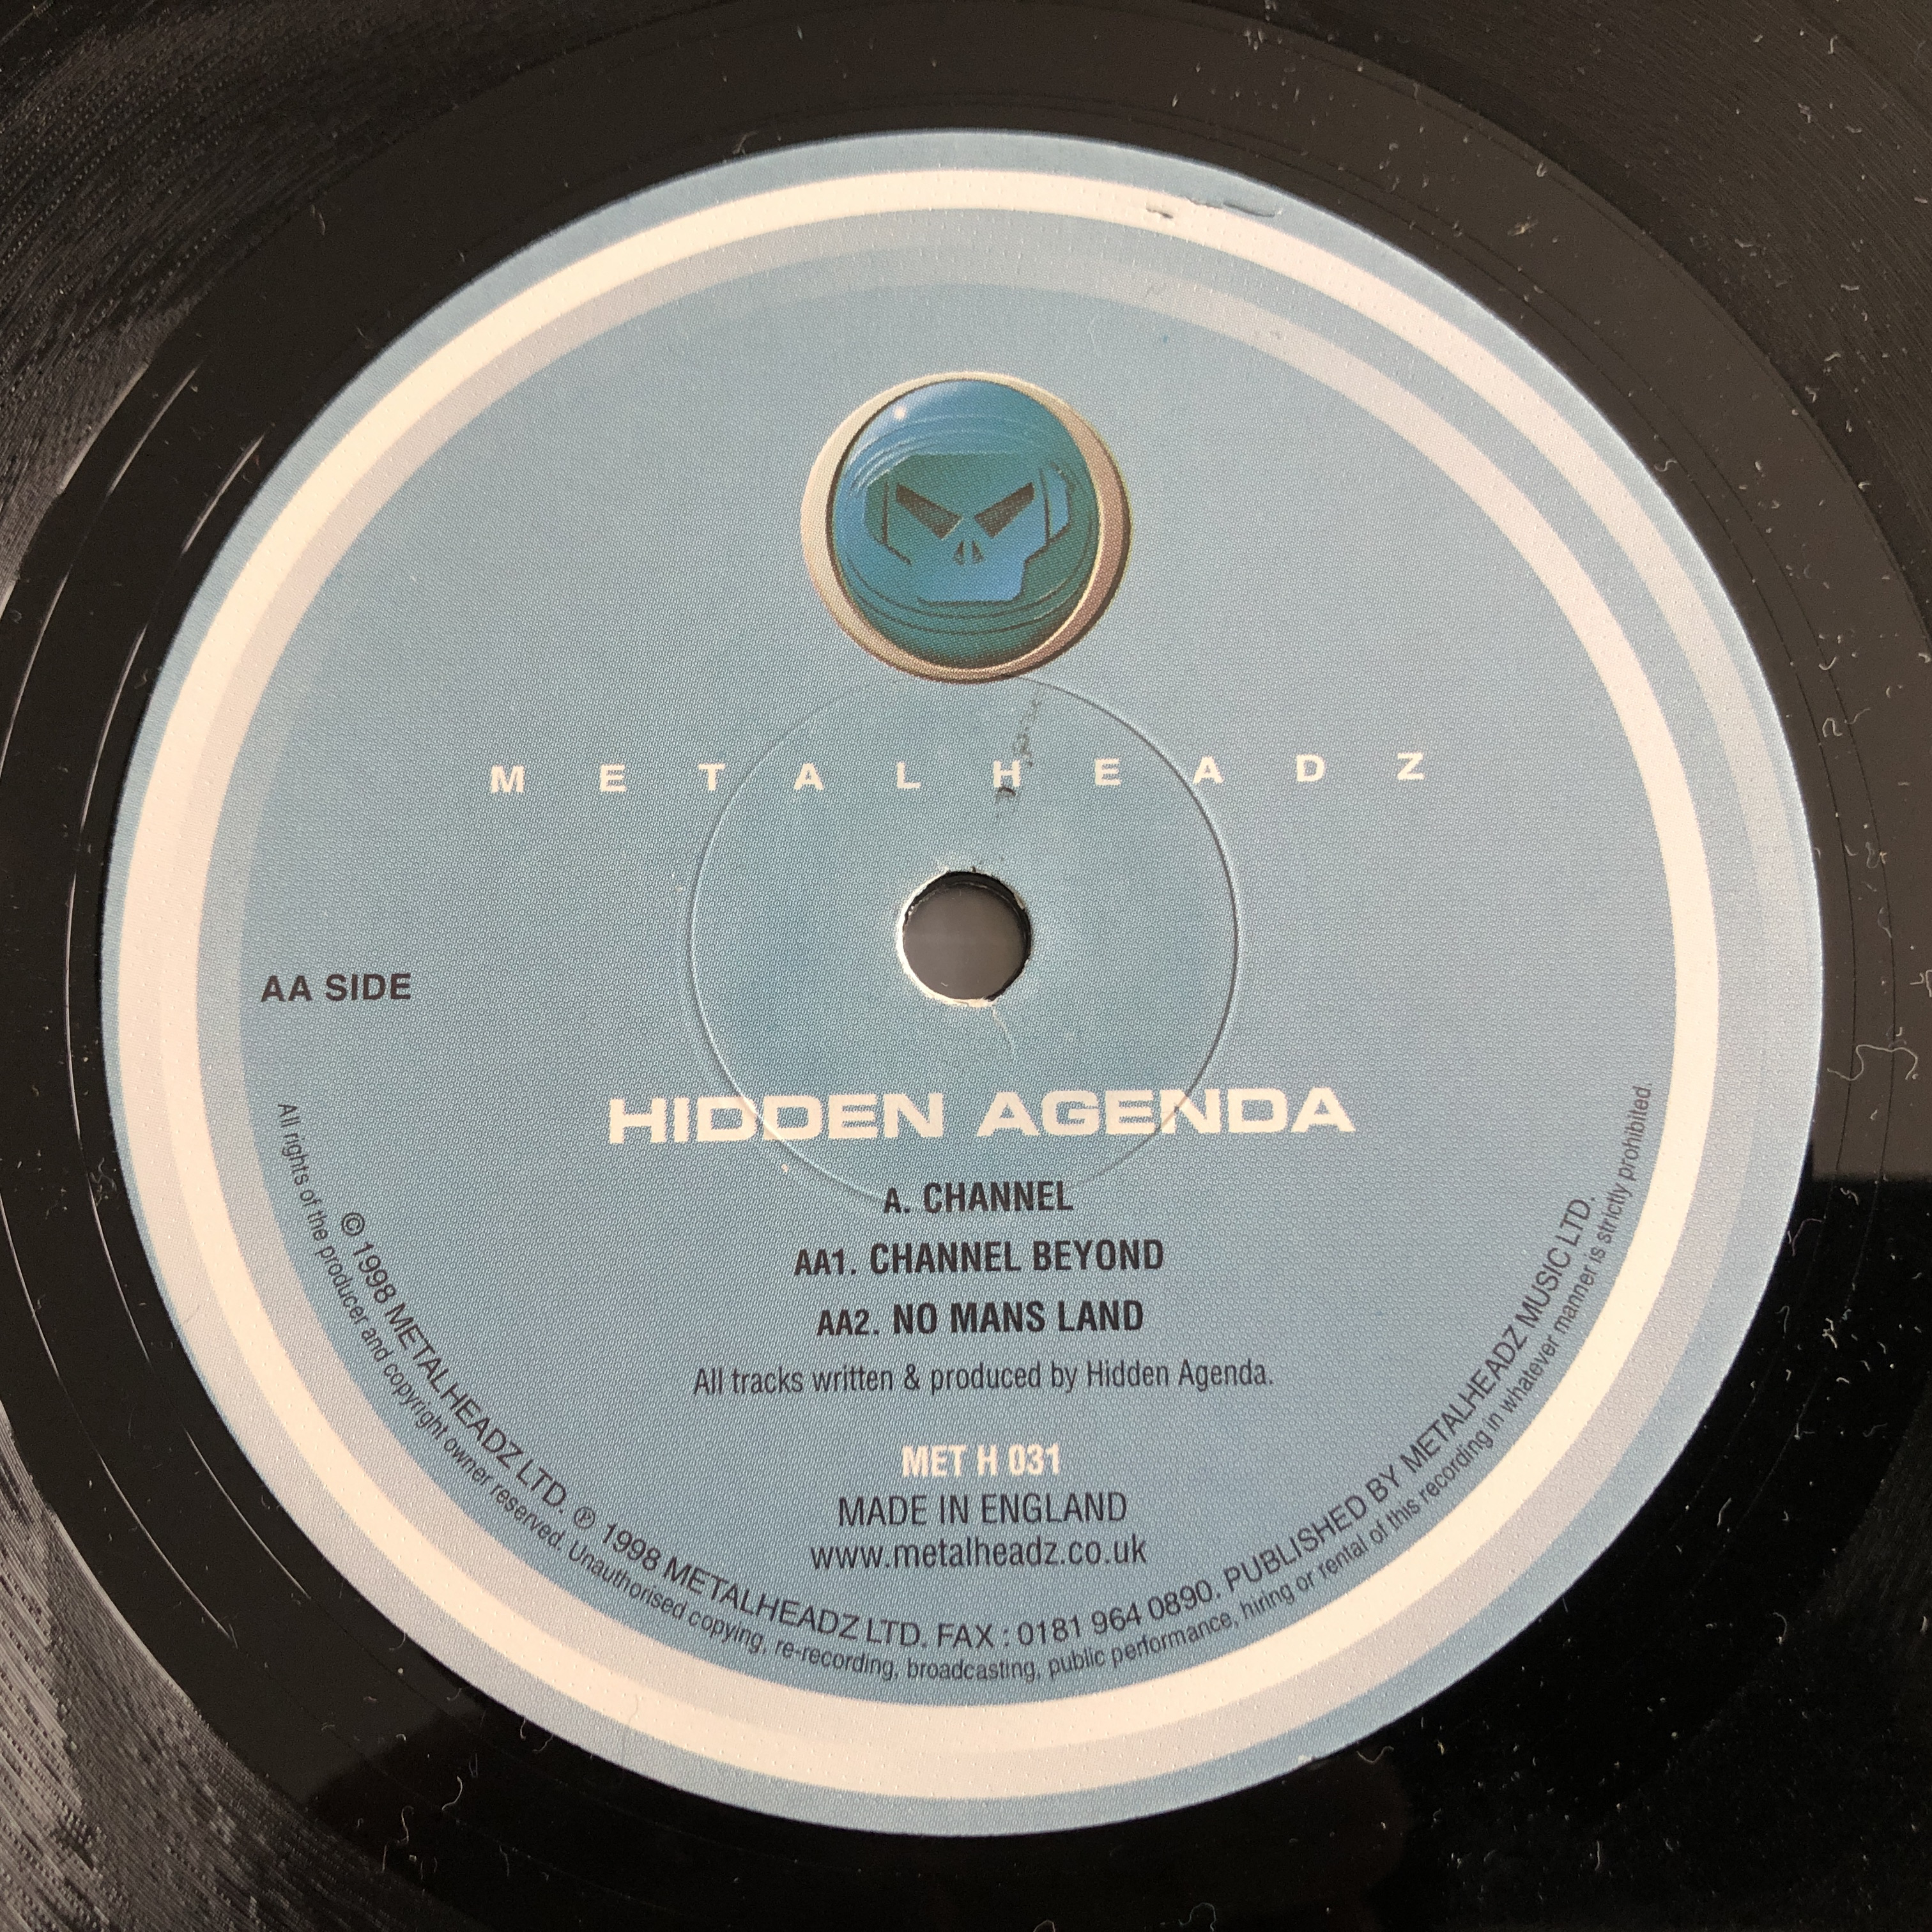 M E T A L H E A D Z
AA SIDE
HIDDEN AGENDA
A. CHANNEL
AA1. CHANNEL BEYOND
AA2. NO MANS LAND
All tracks written & produced by Hidden Agenda.
MET H 031
MADE IN ENGLAND
www.metalheadz.co.uk
© 1998 METALHEADZ LTD. ℗ 1998 METALHEADZ LTD. FAX : 0181 964 0890. PUBLISHED BY METALHEADZ MUSIC LTD.
All rights of the producer and copyright owner reserved. Unauthorised copying, re-recording, broadcasting, public performance, hiring or rental of this recording in whatever manner is strictly prohibited.